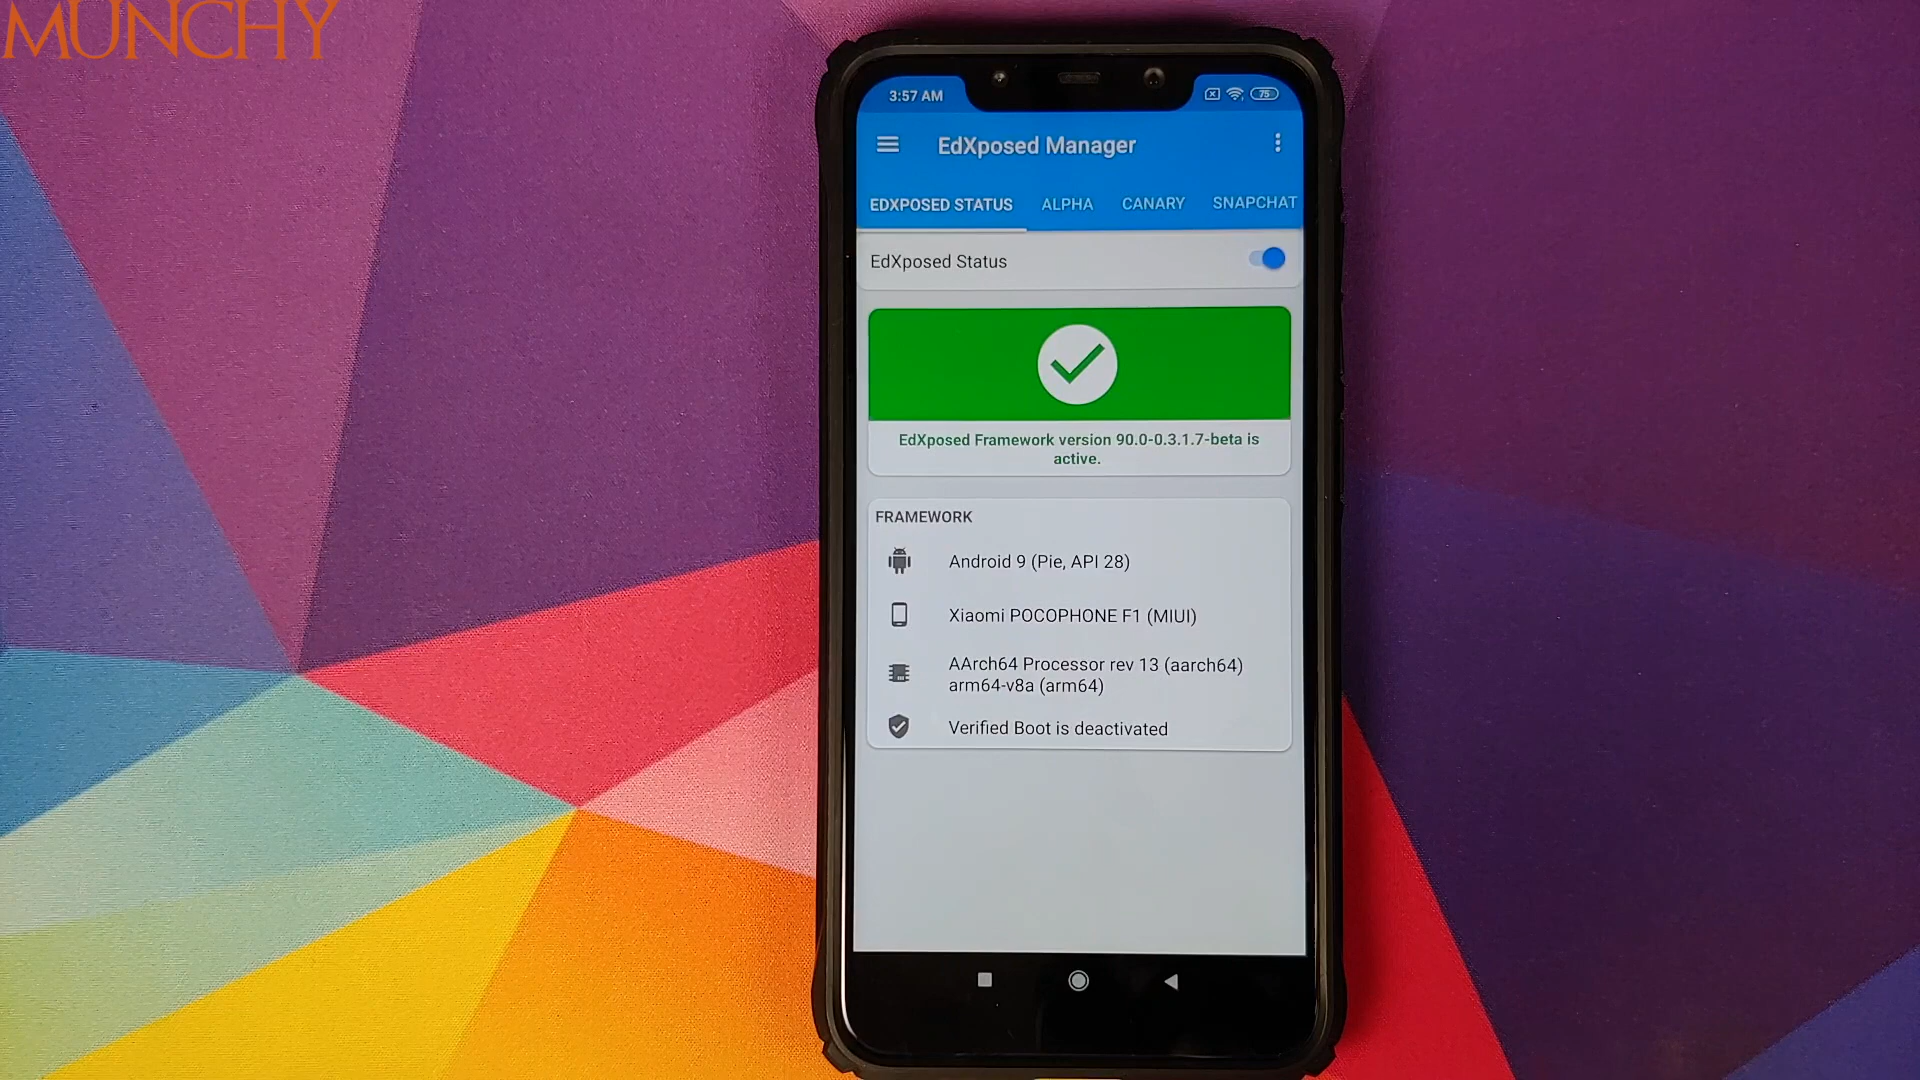 MUNCHY
3:57 AM
75
EdXposed Manager
EDXPOSED STATUS
ALPHA
CANARY
SNAPCHAT
EdXposed Status
EdXposed Framework version 90.0-0.3.1.7-beta is
active.
FRAMEWORK
Android 9 (Pie, API 28)
Xiaomi POCOPHONE F1 (MIUI)
AArch64 Processor rev 13 (aarch64)
arm64-v8a (arm64)
Verified Boot is deactivated